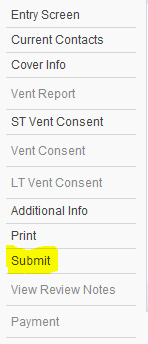 Entry Screen
Current Contacts
Cover Info
Vent Report
ST Vent Consent
Vent Consent
LT Vent Consent
Additional Info
Print
Submit
View Review Notes
Payment